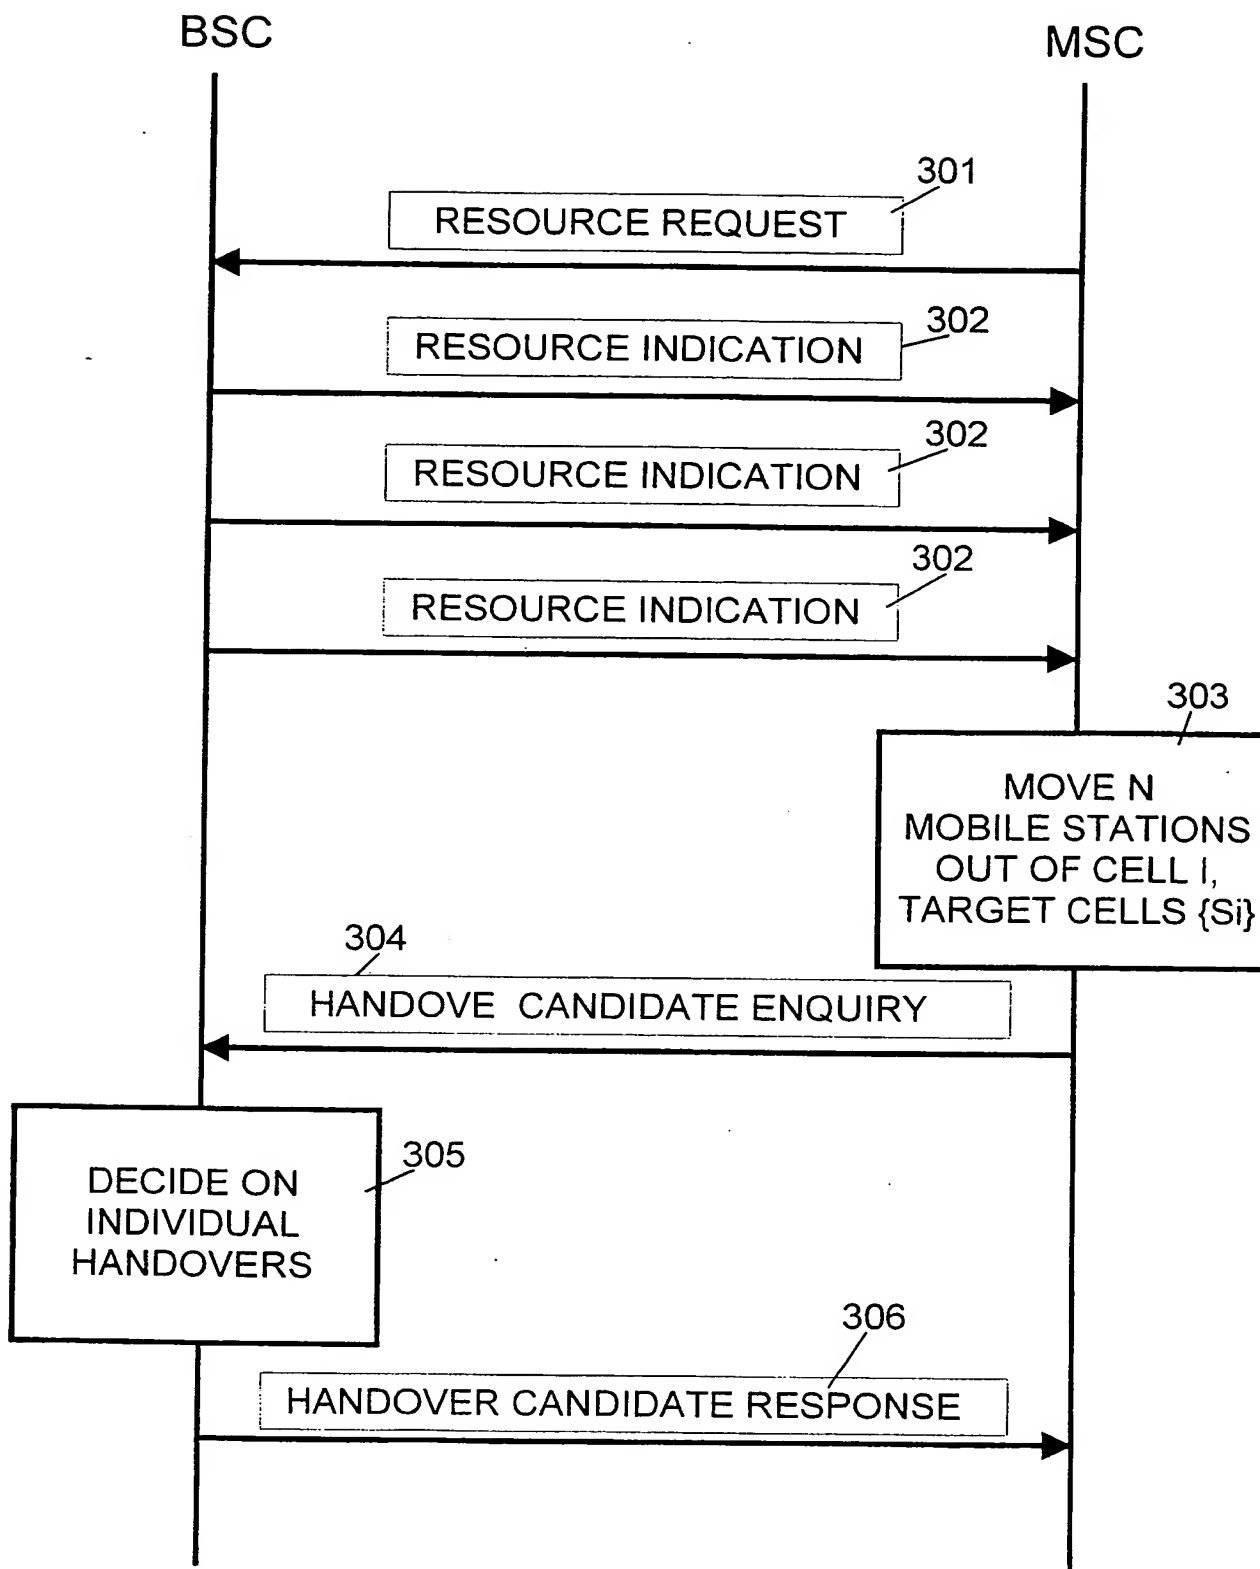 BSC
MSC
301
RESOURCE REQUEST
302
RESOURCE INDICATION
302
RESOURCE INDICATION
302
RESOURCE INDICATION
303
MOVE N
MOBILE STATIONS
OUT OF CELL I,
TARGET CELLS {Si}
304
HANDOVE CANDIDATE ENQUIRY
305
DECIDE ON
INDIVIDUAL
HANDOVERS
306
HANDOVER CANDIDATE RESPONSE